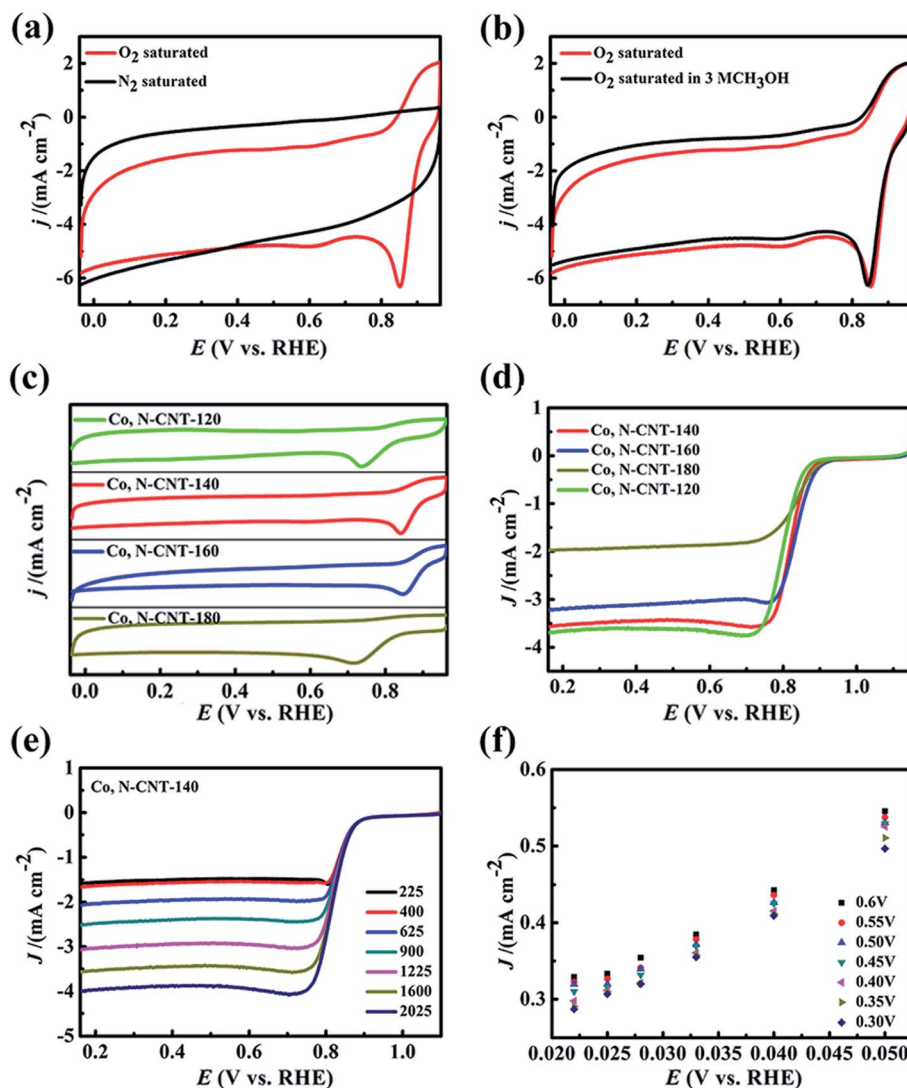 (a)
O2 saturated
N2 saturated
2
0
-2
-4
-6
j /(mA cm-2)
0.0 0.2 0.4 0.6 0.8
E (V vs. RHE)
(b)
O2 saturated
O2 saturated in 3 MCH3OH
2
0
-2
-4
-6
j /(mA cm-2)
0.0 0.2 0.4 0.6 0.8
E (V vs. RHE)
(c)
Co, N-CNT-120
Co, N-CNT-140
Co, N-CNT-160
Co, N-CNT-180
j /(mA cm-2)
0.0 0.2 0.4 0.6 0.8
E (V vs. RHE)
(d)
Co, N-CNT-140
Co, N-CNT-160
Co, N-CNT-180
Co, N-CNT-120
1
0
-1
-2
-3
-4
J /(mA cm-2)
0.2 0.4 0.6 0.8 1.0
E (V vs. RHE)
(e)
Co, N-CNT-140
1
0
-1
-2
-3
-4
-5
J /(mA cm-2)
225
400
625
900
1225
1600
2025
0.2 0.4 0.6 0.8 1.0
E (V vs. RHE)
(f)
0.6
0.5
0.4
0.3
J /(mA cm-2)
0.6V
0.55V
0.50V
0.45V
0.40V
0.35V
0.30V
0.020 0.025 0.030 0.035 0.040 0.045 0.050
E (V vs. RHE)